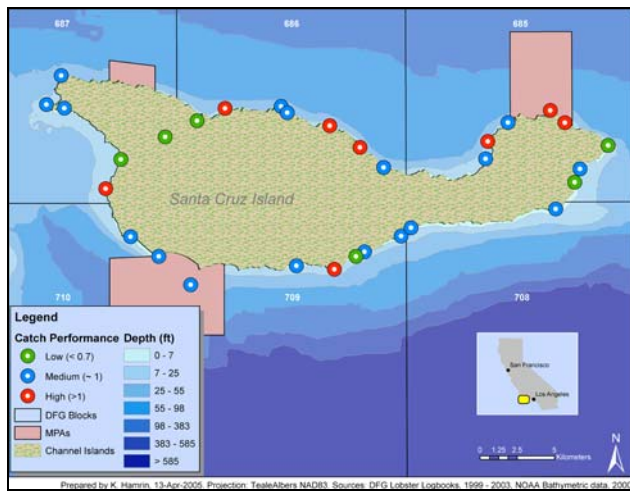 687
686
685
Santa Cruz Island
710
709
708
Legend
Catch Performance
Low (< 0.7)
Medium (~ 1)
High (>1)
DFG Blocks
MPAs
Channel Islands
Depth (ft)
0 - 7
7 - 25
25 - 55
55 - 98
98 - 383
383 - 585
> 585
San Francisco
Los Angeles
0 1.25 2.5 5
Kilometers
N
Prepared by K. Hamrin, 13-Apr-2005. Projection: TealeAlbers NAD83. Sources: DFG Lobster Logbooks, 1999 - 2003, NOAA Bathymetric data, 2000